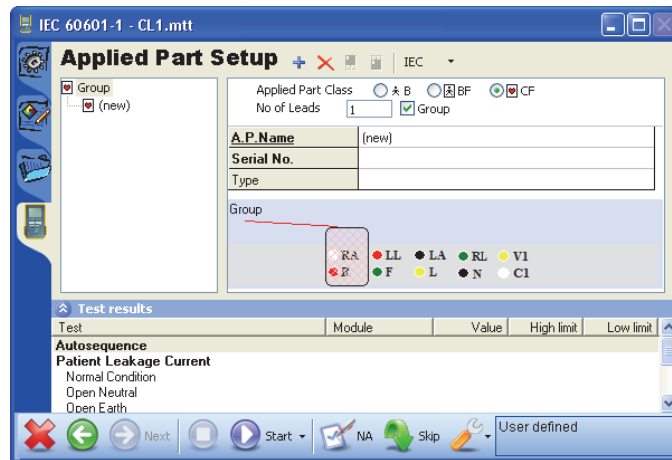 IEC 60601-1 - CL1.mtt
Applied Part Setup IEC
Group
(new)
Applied Part Class B BF CF
No of Leads 1 Group
A.P.Name (new)
Serial No.
Type
Group
RA LL LA RL V1
R F L N C1
Test results
Test Module Value High limit Low limit
Autosequence
Patient Leakage Current
Normal Condition
Open Neutral
Open Earth
Next Start NA Skip User defined